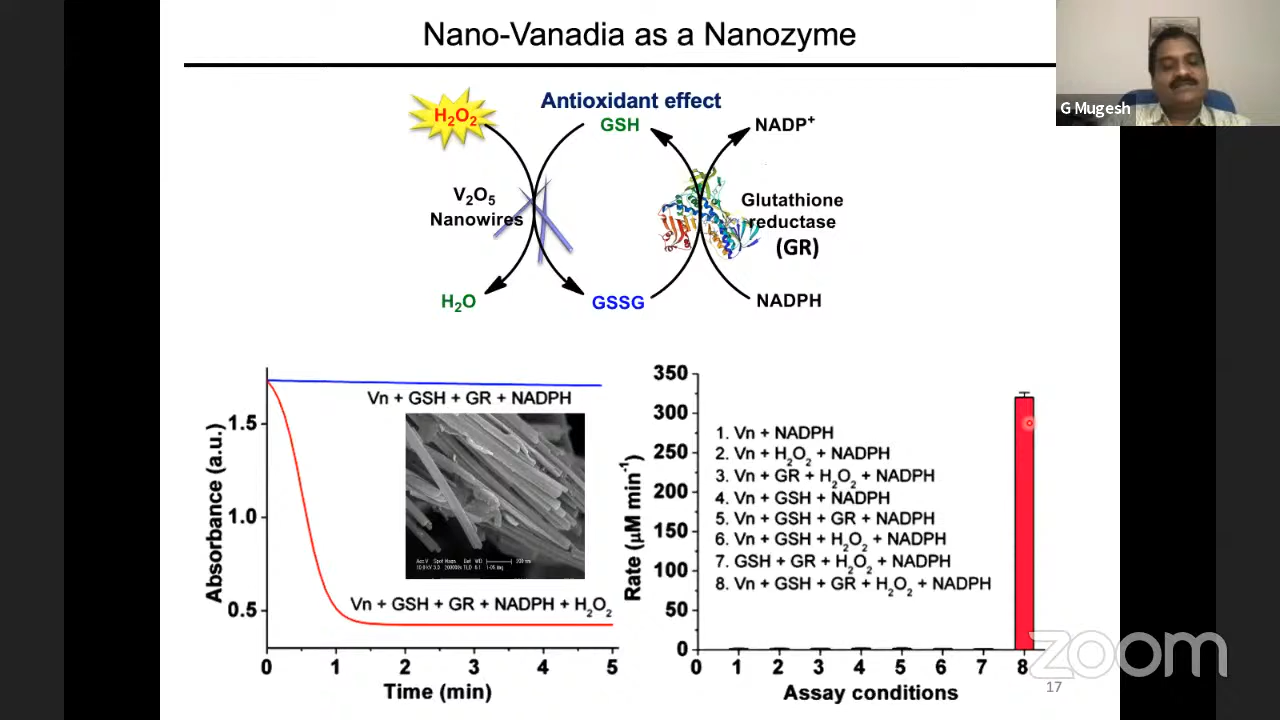 Nano-Vanadia as a Nanozyme
G Mugesh
Antioxidant effect
H₂O₂
GSH
NADP⁺
V₂O₅
Nanowires
Glutathione
reductase
(GR)
H₂O
GSSG
NADPH
Absorbance (a.u.)
1.5
1.0
0.5
Vn + GSH + GR + NADPH
Vn + GSH + GR + NADPH + H₂O₂
0 1 2 3 4 5
Time (min)
Rate (µM min⁻¹)
350
300
250
200
150
100
50
0
1. Vn + NADPH
2. Vn + H₂O₂ + NADPH
3. Vn + GR + H₂O₂ + NADPH
4. Vn + GSH + NADPH
5. Vn + GSH + GR + NADPH
6. Vn + GSH + H₂O₂ + NADPH
7. GSH + GR + H₂O₂ + NADPH
8. Vn + GSH + GR + H₂O₂ + NADPH
0 1 2 3 4 5 6 7 8
Assay conditions
17
zoom